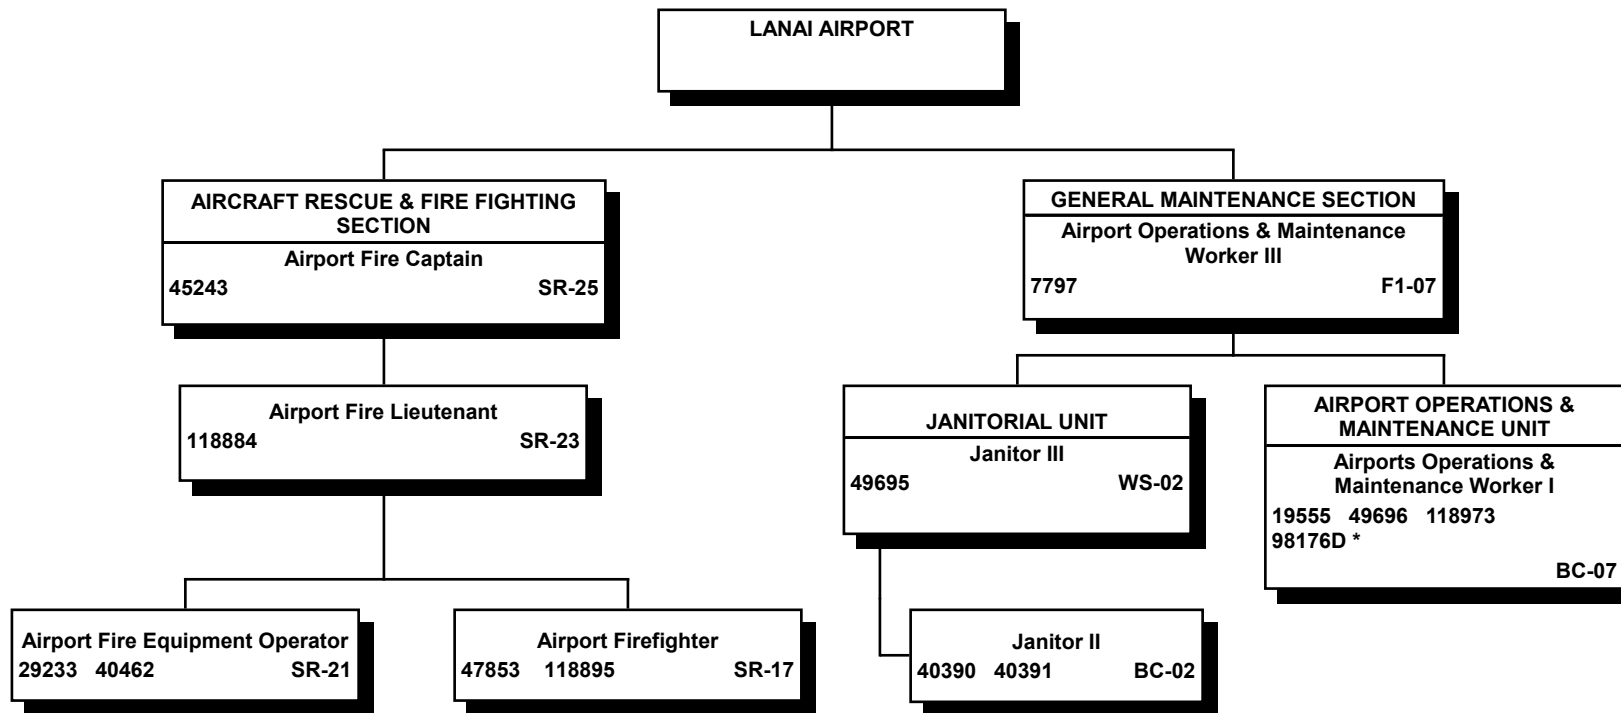 LANAI AIRPORT
AIRCRAFT RESCUE & FIRE FIGHTING
SECTION
Airport Fire Captain
45243 SR-25
GENERAL MAINTENANCE SECTION
Airport Operations & Maintenance
Worker III
7797 F1-07
Airport Fire Lieutenant
118884 SR-23
JANITORIAL UNIT
Janitor III
49695 WS-02
AIRPORT OPERATIONS &
MAINTENANCE UNIT
Airports Operations &
Maintenance Worker I
19555 49696 118973
98176D *
BC-07
Airport Fire Equipment Operator
29233 40462 SR-21
Airport Firefighter
47853 118895 SR-17
Janitor II
40390 40391 BC-02